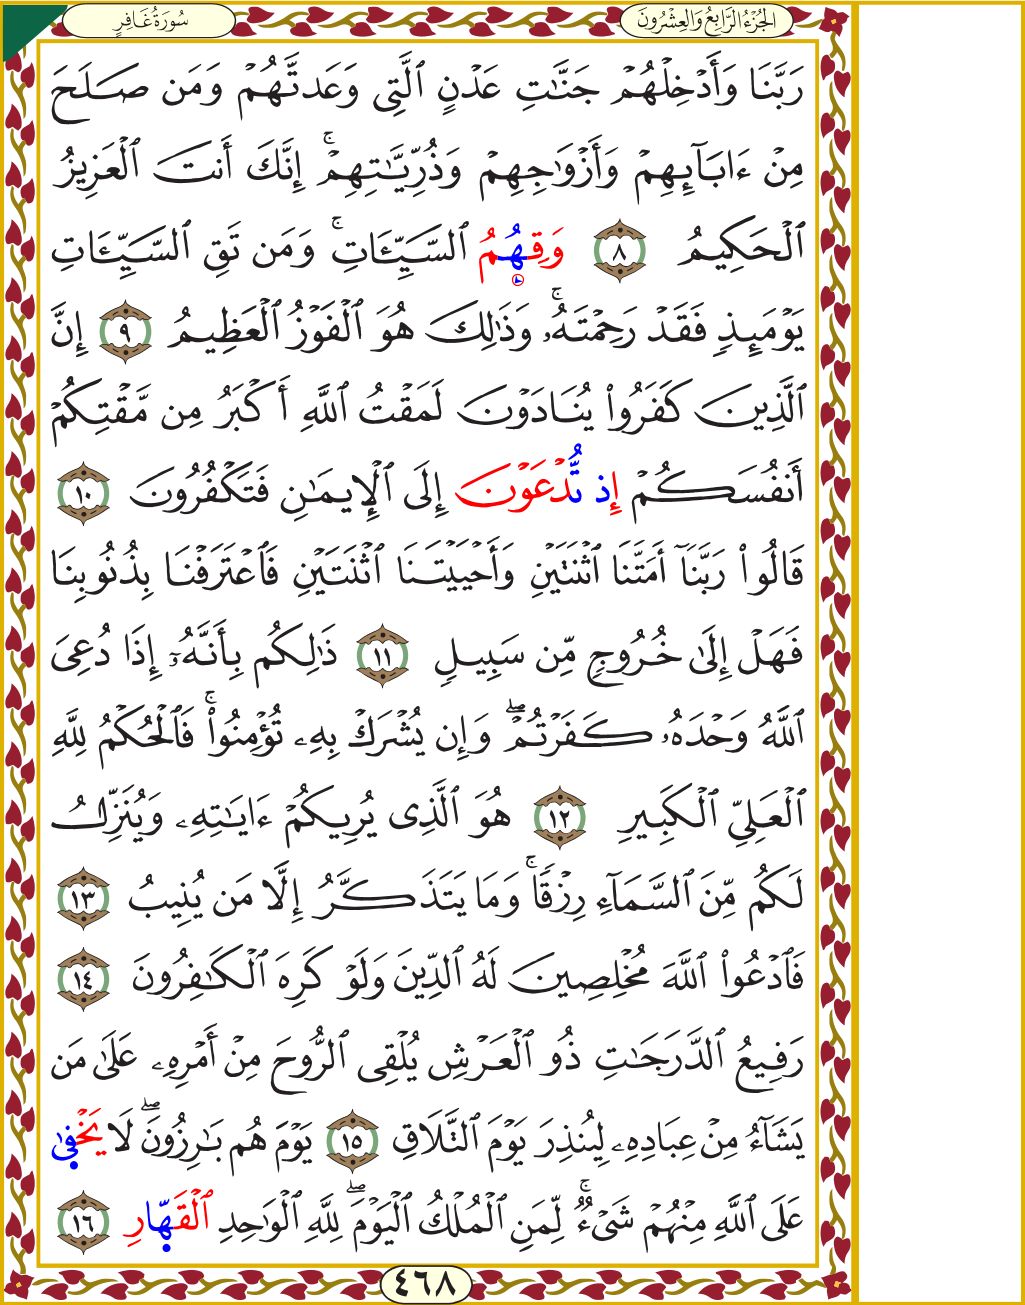 الجُزْءُ الرَّابِعُ وَالعِشْرُونَ
سُورَةُ غَافِرٍ
رَبَّنَا وَأَدۡخِلۡهُمۡ جَنَّٰتِ عَدۡنٍ ٱلَّتِي وَعَدتَّهُمۡ وَمَن صَلَحَ
مِنۡ ءَابَآئِهِمۡ وَأَزۡوَٰجِهِمۡ وَذُرِّيَّٰتِهِمۡۚ إِنَّكَ أَنتَ ٱلۡعَزِيزُ
ٱلۡحَكِيمُ ٨ وَقِهُمُ ٱلسَّيِّـَٔاتِۚ وَمَن تَقِ ٱلسَّيِّـَٔاتِ
يَوۡمَئِذٖ فَقَدۡ رَحِمۡتَهُۥۚ وَذَٰلِكَ هُوَ ٱلۡفَوۡزُ ٱلۡعَظِيمُ ٩ إِنَّ
ٱلَّذِينَ كَفَرُواْ يُنَادَوۡنَ لَمَقۡتُ ٱللَّهِ أَكۡبَرُ مِن مَّقۡتِكُمۡ
أَنفُسَكُمۡ إِذ تُّدۡعَوۡنَ إِلَى ٱلۡإِيمَٰنِ فَتَكۡفُرُونَ ١٠
قَالُواْ رَبَّنَآ أَمَتَّنَا ٱثۡنَتَيۡنِ وَأَحۡيَيۡتَنَا ٱثۡنَتَيۡنِ فَٱعۡتَرَفۡنَا بِذُنُوبِنَا
فَهَلۡ إِلَىٰ خُرُوجٖ مِّن سَبِيلٖ ١١ ذَٰلِكُم بِأَنَّهُۥٓ إِذَا دُعِيَ
ٱللَّهُ وَحۡدَهُۥ كَفَرۡتُمۡۖ وَإِن يُشۡرَكۡ بِهِۦ تُؤۡمِنُواْۚ فَٱلۡحُكۡمُ لِلَّهِ
ٱلۡعَلِيِّ ٱلۡكَبِيرِ ١٢ هُوَ ٱلَّذِي يُرِيكُمۡ ءَايَٰتِهِۦ وَيُنَزِّلُ
لَكُم مِّنَ ٱلسَّمَآءِ رِزۡقٗاۚ وَمَا يَتَذَكَّرُ إِلَّا مَن يُنِيبُ ١٣
فَٱدۡعُواْ ٱللَّهَ مُخۡلِصِينَ لَهُ ٱلدِّينَ وَلَوۡ كَرِهَ ٱلۡكَٰفِرُونَ ١٤
رَفِيعُ ٱلدَّرَجَٰتِ ذُو ٱلۡعَرۡشِ يُلۡقِي ٱلرُّوحَ مِنۡ أَمۡرِهِۦ عَلَىٰ مَن
يَشَآءُ مِنۡ عِبَادِهِۦ لِيُنذِرَ يَوۡمَ ٱلتَّلَاقِ ١٥ يَوۡمَ هُم بَٰرِزُونَۖ لَا يَخۡفَىٰ
عَلَى ٱللَّهِ مِنۡهُمۡ شَيۡءٞۚ لِّمَنِ ٱلۡمُلۡكُ ٱلۡيَوۡمَۖ لِلَّهِ ٱلۡوَٰحِدِ ٱلۡقَهَّارِ ١٦
٤٦٨